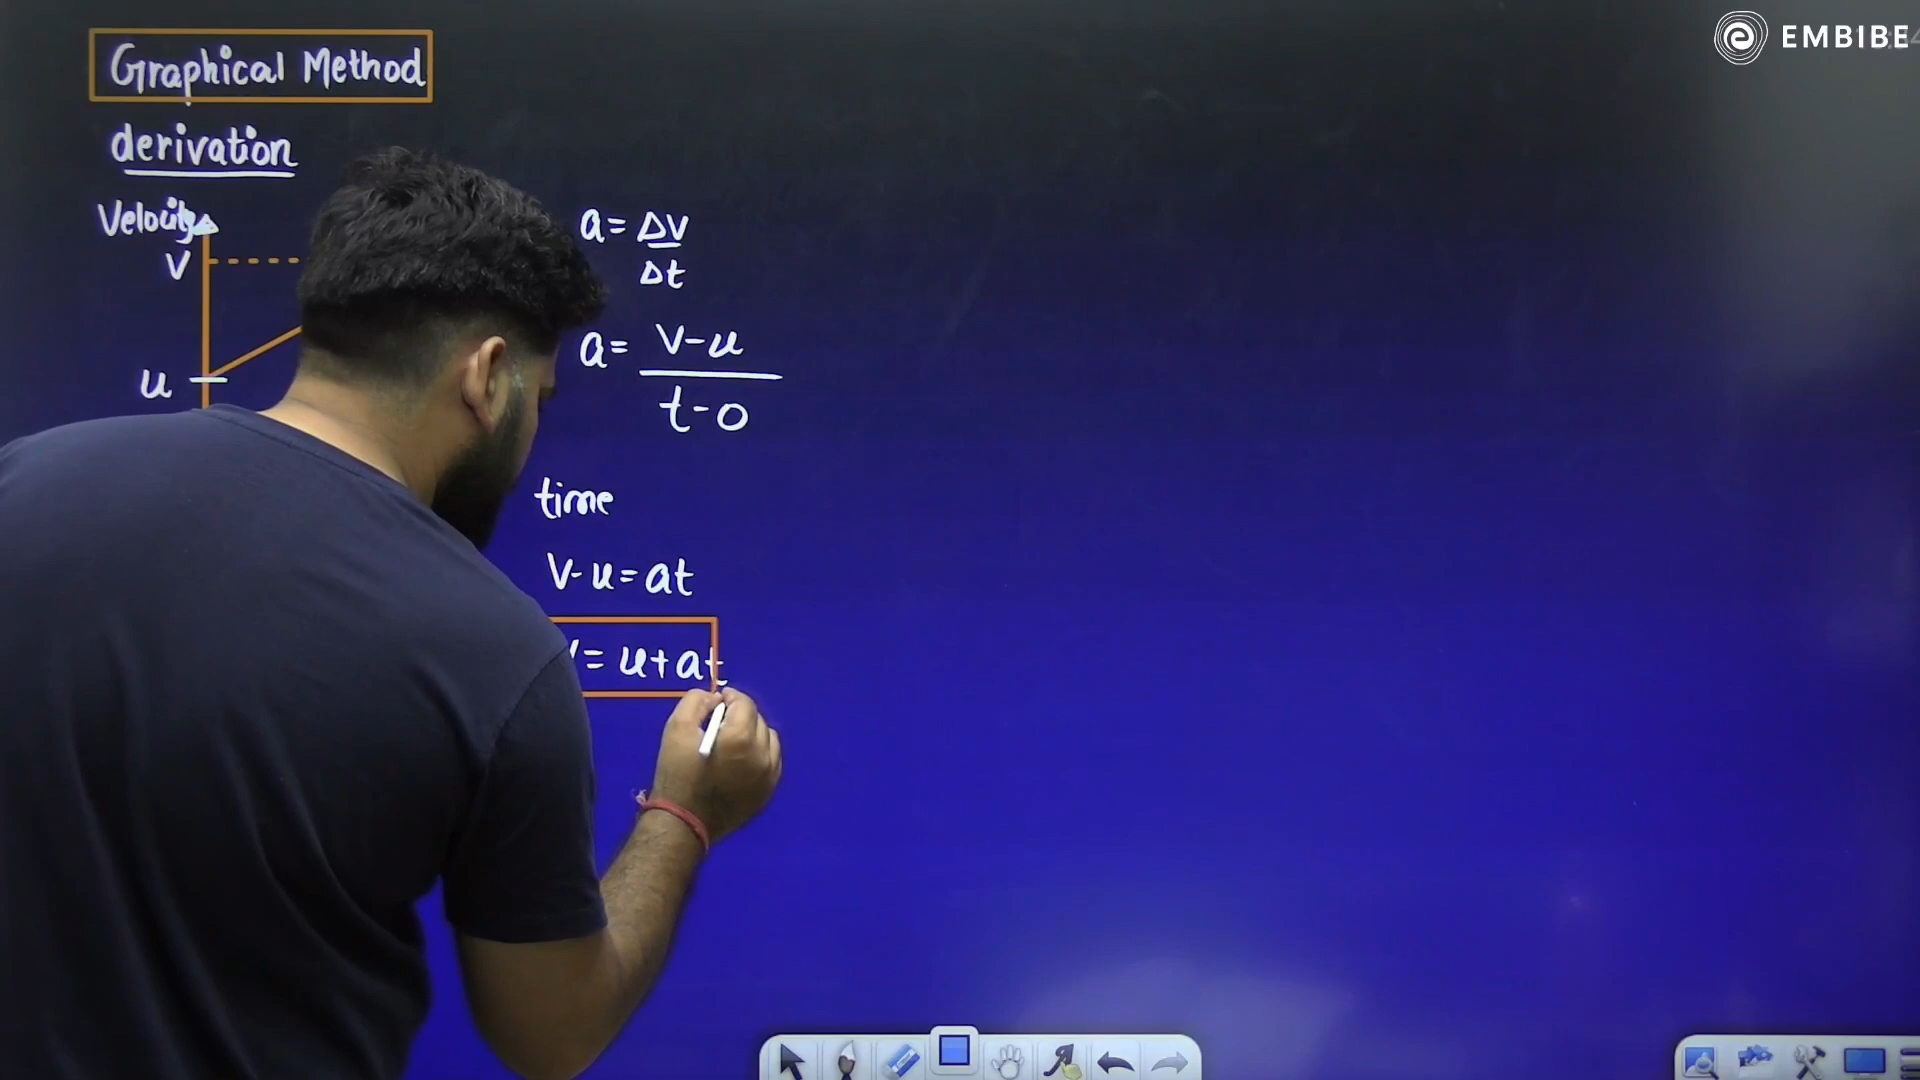 EMBIBE
Graphical Method
derivation
Velocity
V
u
a = Δv
Δt
a = v-u
t-0
time
v-u = at
= u+at